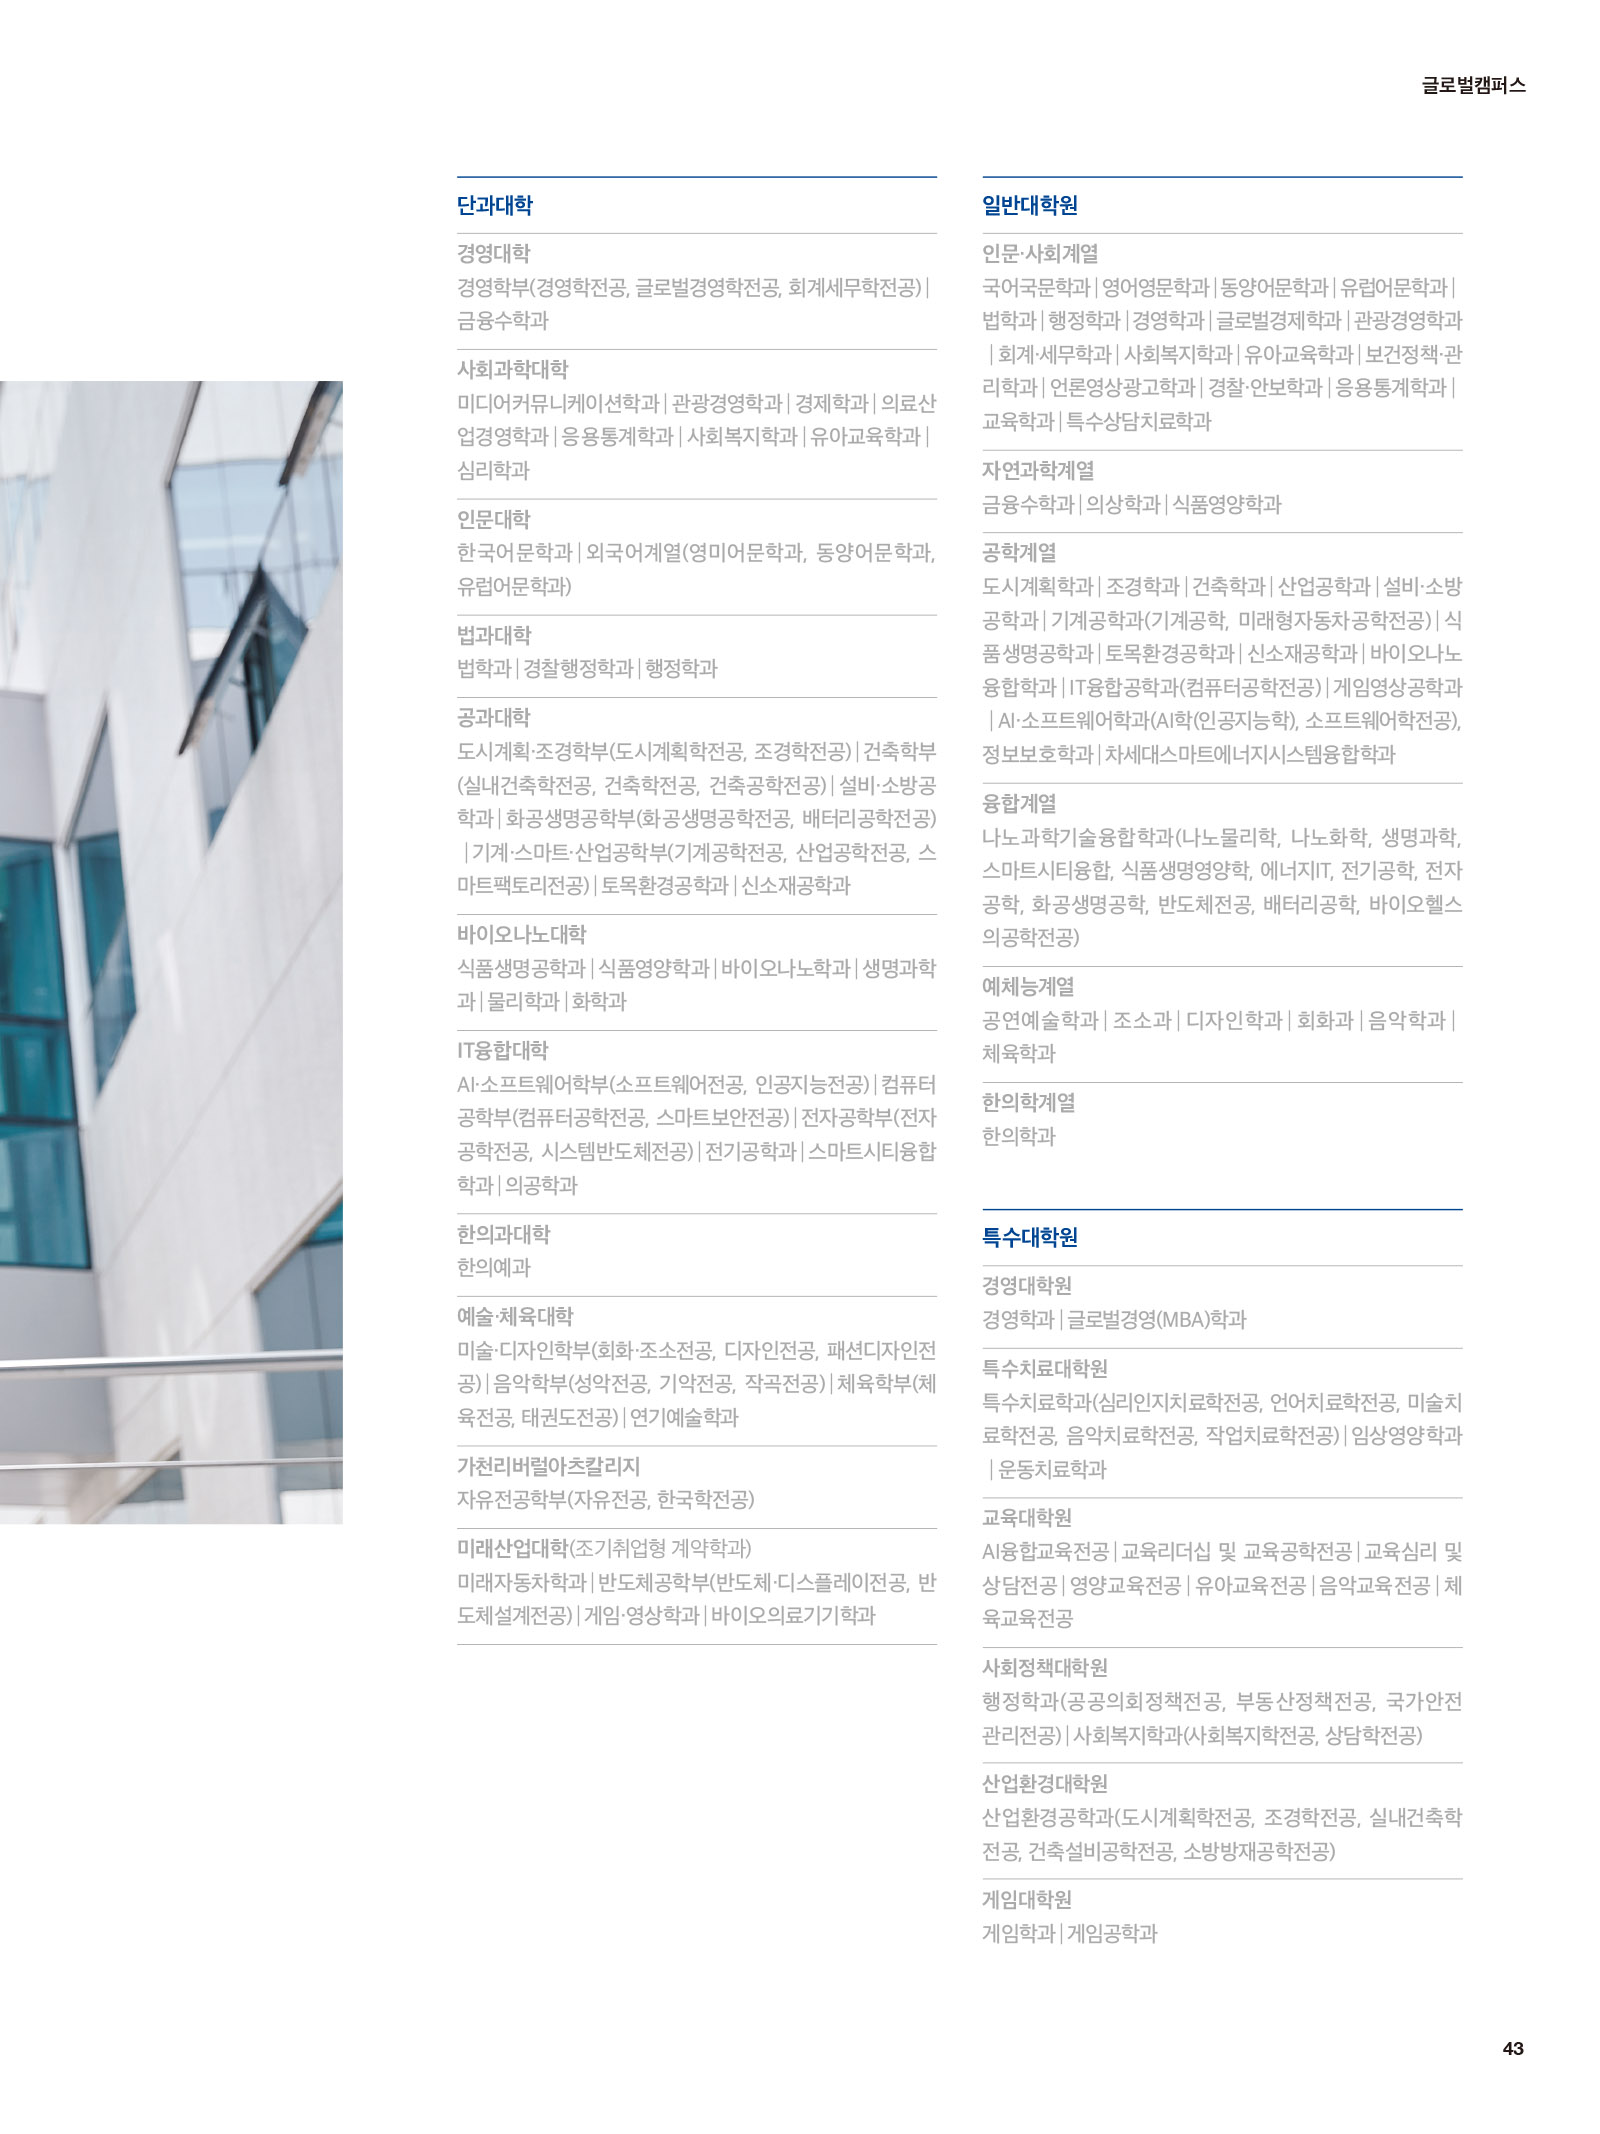 글로벌캠퍼스
단과대학
경영대학
경영학부(경영학전공, 글로벌경영학전공, 회계세무학전공)|
금융수학과
사회과학대학
미디어커뮤니케이션학과|관광경영학과|경제학과|의료산
업경영학과|응용통계학과|사회복지학과|유아교육학과|
심리학과
인문대학
한국어문학과|외국어계열(영미어문학과, 동양어문학과,
유럽어문학과)
법과대학
법학과|경찰행정학과|행정학과
공과대학
도시계획·조경학부(도시계획학전공, 조경학전공)|건축학부
(실내건축학전공, 건축학전공, 건축공학전공)|설비·소방공
학과|화공생명공학부(화공생명공학전공, 배터리공학전공)
|기계·스마트·산업공학부(기계공학전공, 산업공학전공, 스
마트팩토리전공)|토목환경공학과|신소재공학과
바이오나노대학
식품생명공학과|식품영양학과|바이오나노학과|생명과학
과|물리학과|화학과
IT융합대학
AI·소프트웨어학부(소프트웨어전공, 인공지능전공)|컴퓨터
공학부(컴퓨터공학전공, 스마트보안전공)|전자공학부(전자
공학전공, 시스템반도체전공)|전기공학과|스마트시티융합
학과|의공학과
한의과대학
한의예과
예술·체육대학
미술·디자인학부(회화·조소전공, 디자인전공, 패션디자인전
공)|음악학부(성악전공, 기악전공, 작곡전공)|체육학부(체
육전공, 태권도전공)|연기예술학과
가천리버럴아츠칼리지
자유전공학부(자유전공, 한국학전공)
미래산업대학(조기취업형 계약학과)
미래자동차학과|반도체공학부(반도체·디스플레이전공, 반
도체설계전공)|게임·영상학과|바이오의료기기학과
일반대학원
인문·사회계열
국어국문학과|영어영문학과|동양어문학과|유럽어문학과|
법학과|행정학과|경영학과|글로벌경제학과|관광경영학과
|회계·세무학과|사회복지학과|유아교육학과|보건정책·관
리학과|언론영상광고학과|경찰·안보학과|응용통계학과|
교육학과|특수상담치료학과
자연과학계열
금융수학과|의상학과|식품영양학과
공학계열
도시계획학과|조경학과|건축학과|산업공학과|설비·소방
공학과|기계공학과(기계공학, 미래형자동차공학전공)|식
품생명공학과|토목환경공학과|신소재공학과|바이오나노
융합학과|IT융합공학과(컴퓨터공학전공)|게임영상공학과
|AI·소프트웨어학과(AI학(인공지능학), 소프트웨어학전공),
정보보호학과|차세대스마트에너지시스템융합학과
융합계열
나노과학기술융합학과(나노물리학, 나노화학, 생명과학,
스마트시티융합, 식품생명영양학, 에너지IT, 전기공학, 전자
공학, 화공생명공학, 반도체전공, 배터리공학, 바이오헬스
의공학전공)
예체능계열
공연예술학과|조소과|디자인학과|회화과|음악학과|
체육학과
한의학계열
한의학과
특수대학원
경영대학원
경영학과|글로벌경영(MBA)학과
특수치료대학원
특수치료학과(심리인지치료학전공, 언어치료학전공, 미술치
료학전공, 음악치료학전공, 작업치료학전공)|임상영양학과
|운동치료학과
교육대학원
AI융합교육전공|교육리더십 및 교육공학전공|교육심리 및
상담전공|영양교육전공|유아교육전공|음악교육전공|체
육교육전공
사회정책대학원
행정학과(공공의회정책전공, 부동산정책전공, 국가안전
관리전공)|사회복지학과(사회복지학전공, 상담학전공)
산업환경대학원
산업환경공학과(도시계획학전공, 조경학전공, 실내건축학
전공, 건축설비공학전공, 소방방재공학전공)
게임대학원
게임학과|게임공학과
43